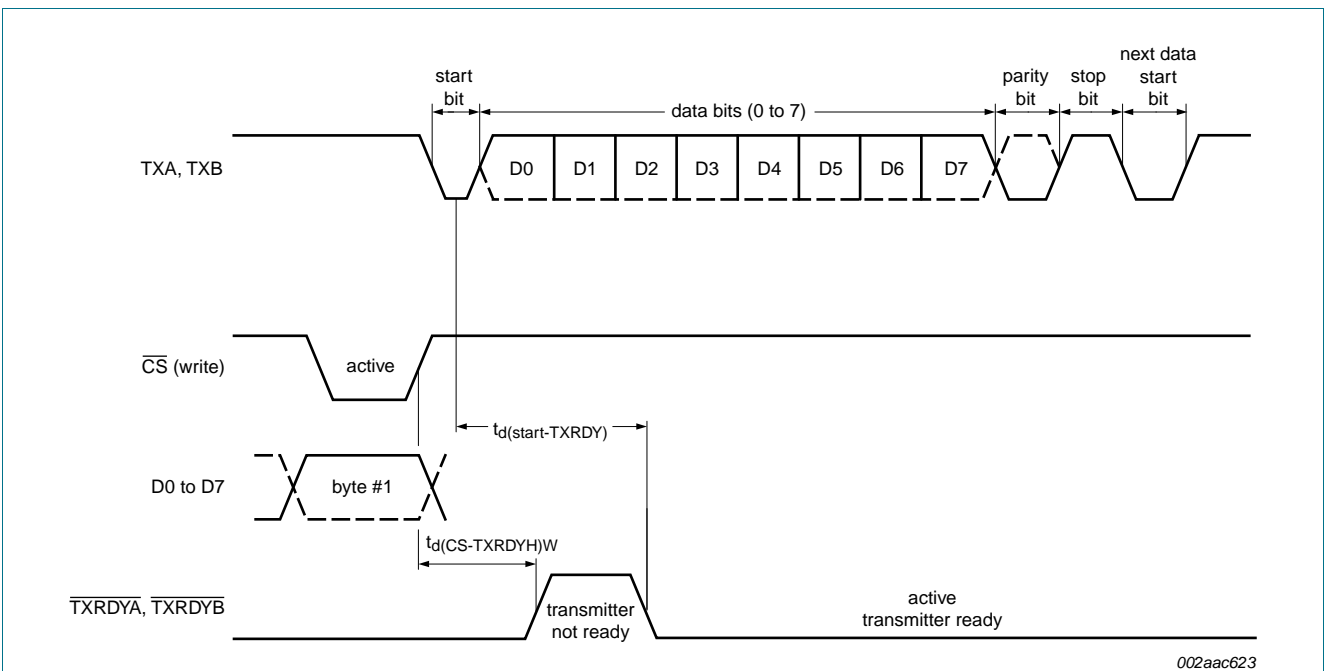 start
bit
data bits (0 to 7)
parity
bit
stop
bit
next data
start
bit
TXA, TXB
D0 D1 D2 D3 D4 D5 D6 D7
CS (write)
active
td(start-TXRDY)
D0 to D7
byte #1
td(CS-TXRDYH)W
TXRDYA, TXRDYB
transmitter
not ready
active
transmitter ready
002aac623